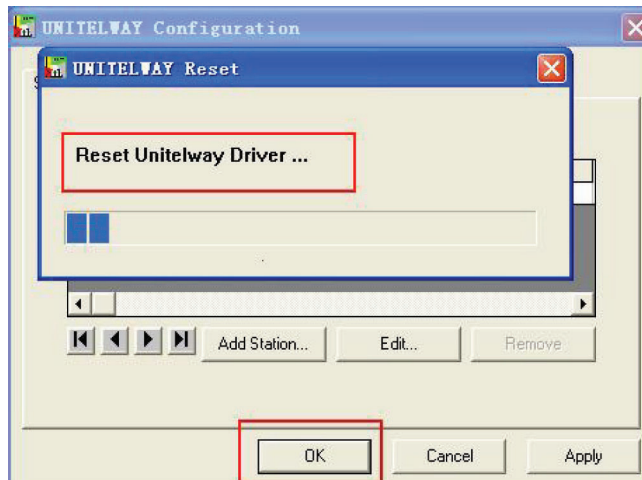 UNITELWAY Configuration
UNITELWAY Reset
S
Reset Unitelway Driver ...
Add Station...
Edit...
Remove
OK
Cancel
Apply